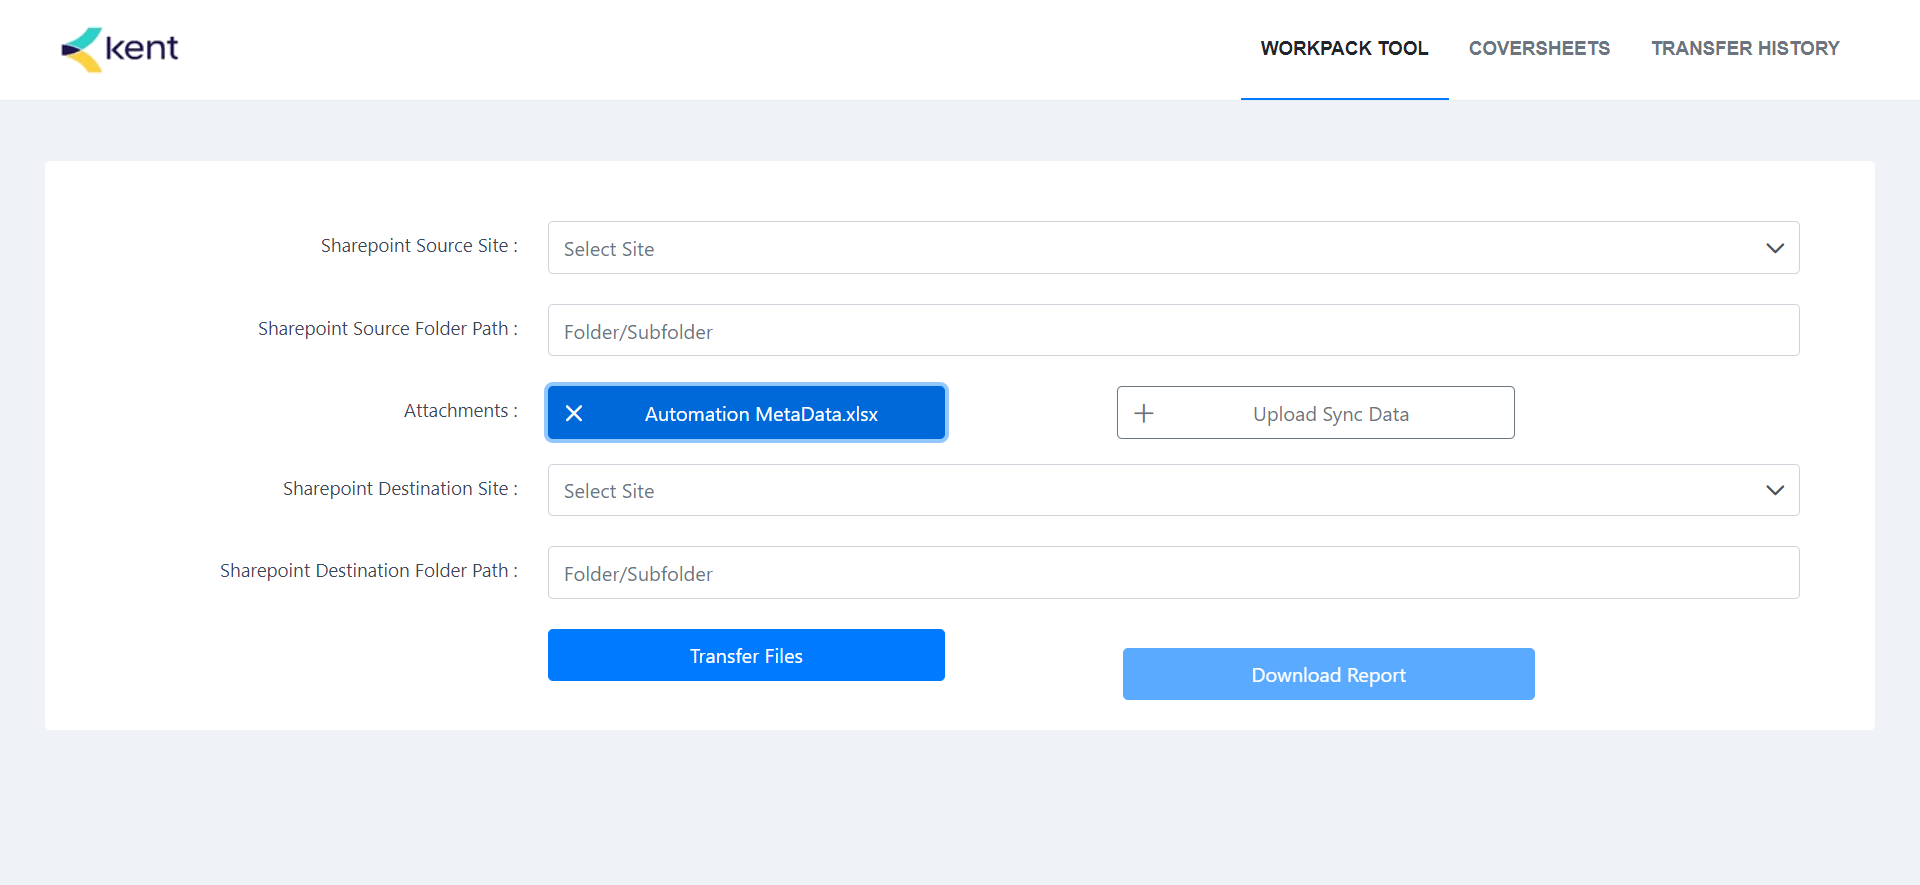 kent
WORKPACK TOOL COVERSHEETS TRANSFER HISTORY
Sharepoint Source Site : Select Site
Sharepoint Source Folder Path : Folder/Subfolder
Attachments : Automation MetaData.xlsx Upload Sync Data
Sharepoint Destination Site : Select Site
Sharepoint Destination Folder Path : Folder/Subfolder
Transfer Files
Download Report